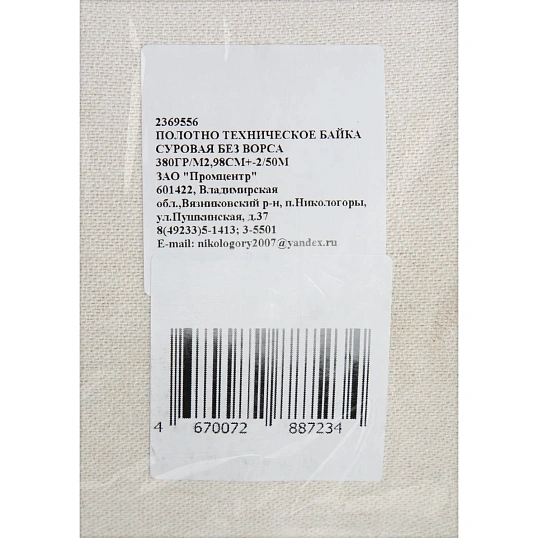 2369556
ПОЛОТНО ТЕХНИЧЕСКОЕ БАЙКА
СУРОВАЯ БЕЗ ВОРСА
380ГР/М2,98СМ+-2/50М
ЗАО "Промцентр"
601422, Владимирская
обл.,Вязниковский р-н, п.Никологоры,
ул.Пушкинская, д.37
8(49233)5-1413; 3-5501
E-mail: nikologory2007@yandex.ru
4 670072 887234